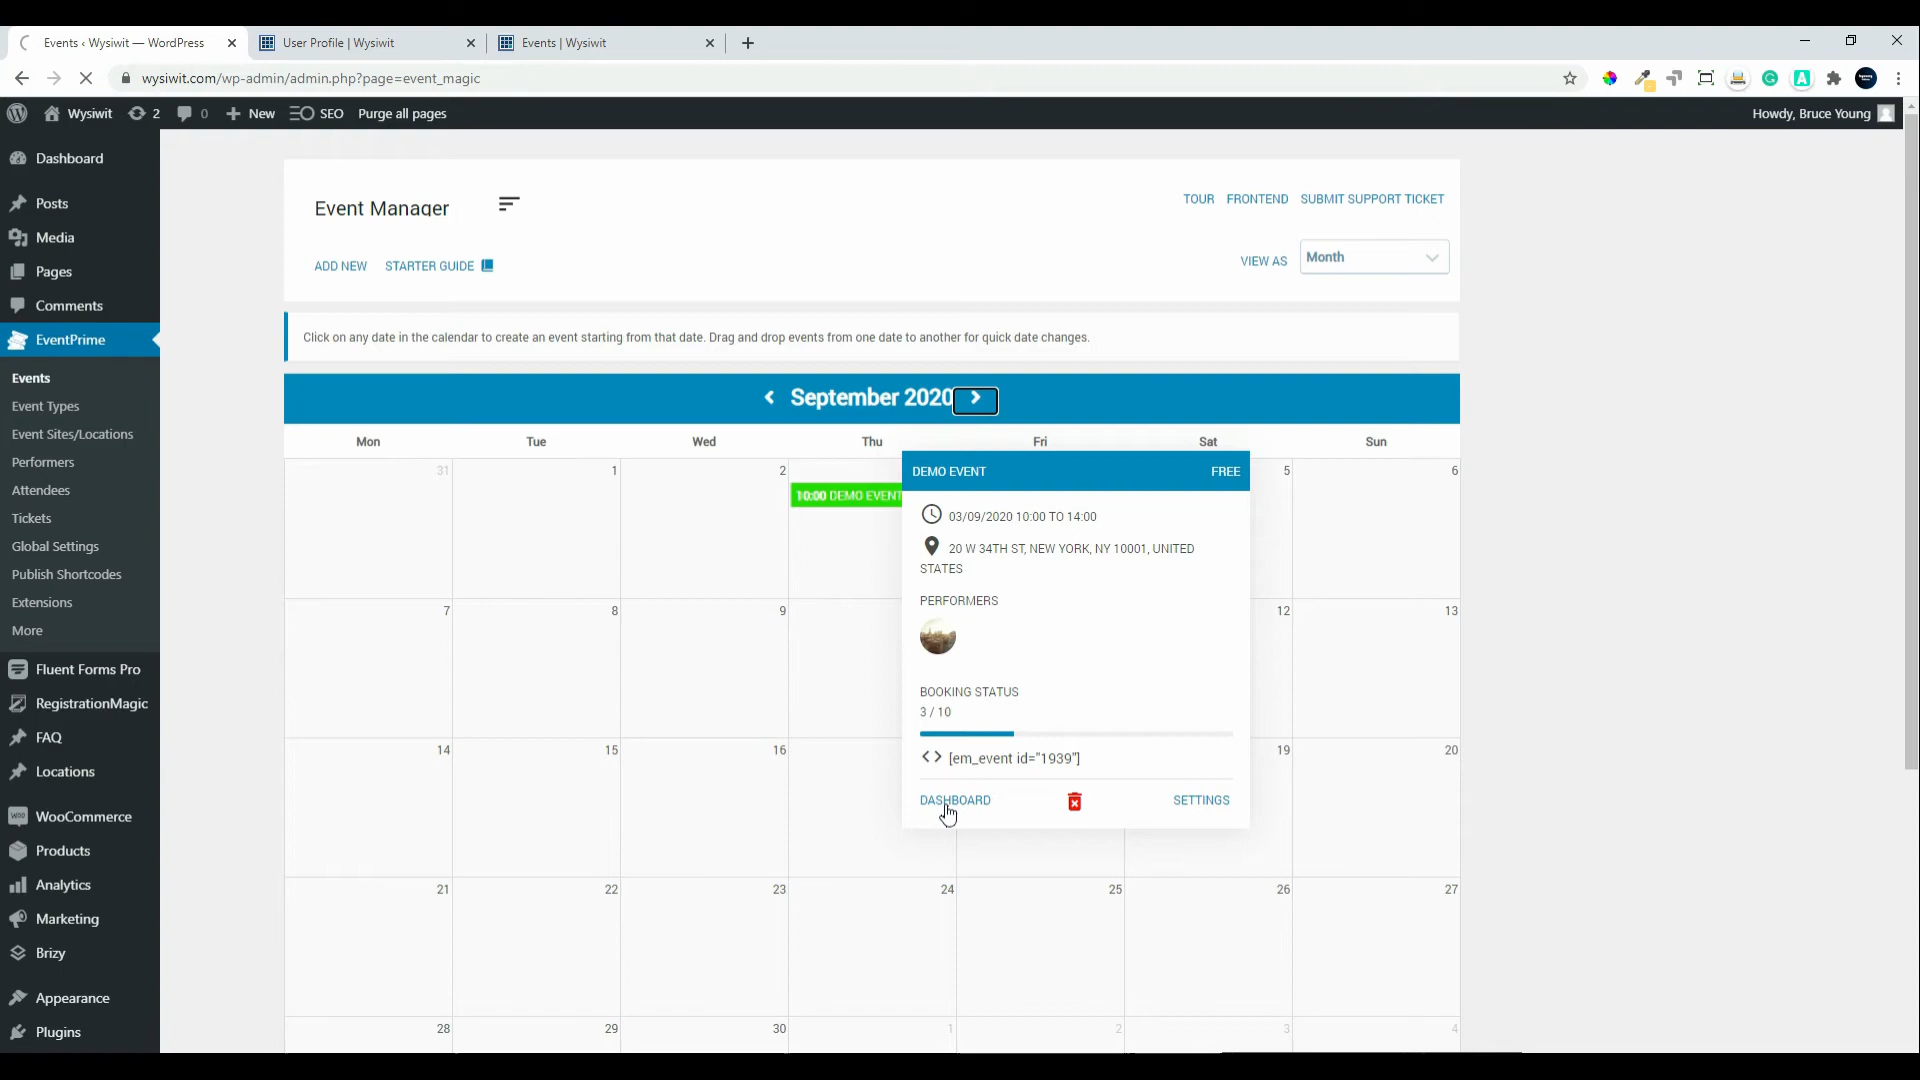 Events ‹ Wysiwit — WordPress
User Profile | Wysiwit
Events | Wysiwit
wysiwit.com/wp-admin/admin.php?page=event_magic
Wysiwit 2 0 New SEO Purge all pages
Howdy, Bruce Young
Dashboard
Posts
Media
Pages
Comments
EventPrime
Events
Event Types
Event Sites/Locations
Performers
Attendees
Tickets
Global Settings
Publish Shortcodes
Extensions
More
Fluent Forms Pro
RegistrationMagic
FAQ
Locations
WooCommerce
Products
Analytics
Marketing
Brizy
Appearance
Plugins
Event Manager
TOUR FRONTEND SUBMIT SUPPORT TICKET
ADD NEW STARTER GUIDE
VIEW AS Month
Click on any date in the calendar to create an event starting from that date. Drag and drop events from one date to another for quick date changes.
September 2020
Mon Tue Wed Thu Fri Sat Sun
31 1 2 5 6
10:00 DEMO EVENT
7 8 9 12 13
14 15 16 19 20
21 22 23 24 25 26 27
28 29 30 1 2 3 4
DEMO EVENT FREE
03/09/2020 10:00 TO 14:00
20 W 34TH ST, NEW YORK, NY 10001, UNITED
STATES
PERFORMERS
BOOKING STATUS
3 / 10
[em_event id="1939"]
DASHBOARD SETTINGS